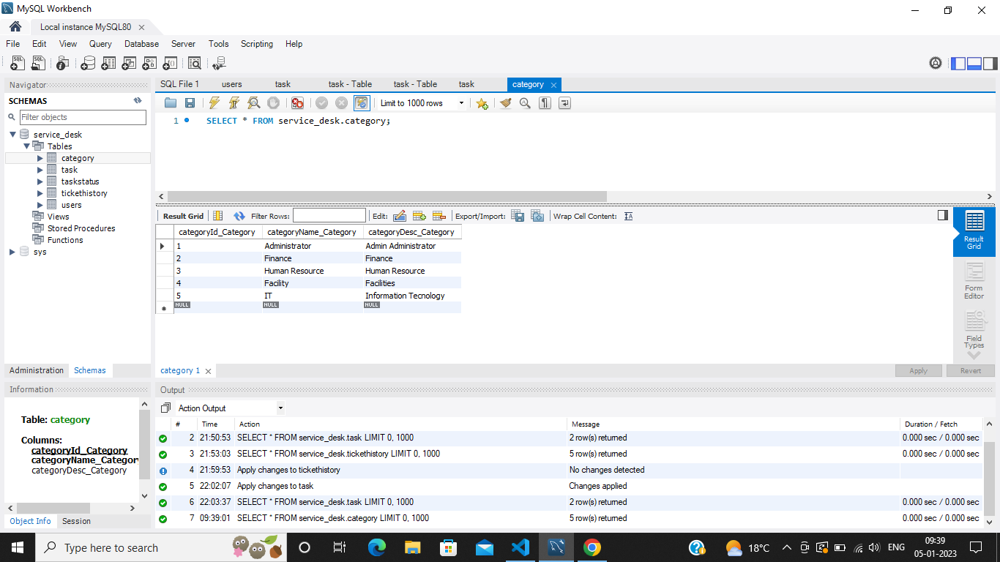 MySQL Workbench
Local instance MySQL80
File Edit View Query Database Server Tools Scripting Help
Navigator
SCHEMAS
Filter objects
service_desk
Tables
category
task
taskstatus
tickethistory
users
Views
Stored Procedures
Functions
sys
Administration Schemas
Information
Table: category
Columns:
categoryId_Category
categoryName_Category
categoryDesc_Category
Object Info Session
SQL File 1 users task task - Table task - Table task category
Limit to 1000 rows
1 SELECT * FROM service_desk.category;
Result Grid Filter Rows: Edit: Export/Import: Wrap Cell Content:
categoryId_Category categoryName_Category categoryDesc_Category
1 Administrator Admin Administrator
2 Finance Finance
3 Human Resource Human Resource
4 Facility Facilities
5 IT Information Tecnology
NULL NULL NULL
Result
Grid
Form
Editor
Field
Types
category 1
Apply Revert
Output
Action Output
# Time Action Message Duration / Fetch
2 21:50:53 SELECT * FROM service_desk.task LIMIT 0, 1000 2 row(s) returned 0.000 sec / 0.000 sec
3 21:53:03 SELECT * FROM service_desk.tickethistory LIMIT 0, 1000 5 row(s) returned 0.000 sec / 0.000 sec
4 21:59:53 Apply changes to tickethistory No changes detected
5 22:02:07 Apply changes to task Changes applied
6 22:03:37 SELECT * FROM service_desk.task LIMIT 0, 1000 2 row(s) returned 0.000 sec / 0.000 sec
7 09:39:01 SELECT * FROM service_desk.category LIMIT 0, 1000 5 row(s) returned 0.000 sec / 0.000 sec
Type here to search
18°C
ENG
09:39
05-01-2023